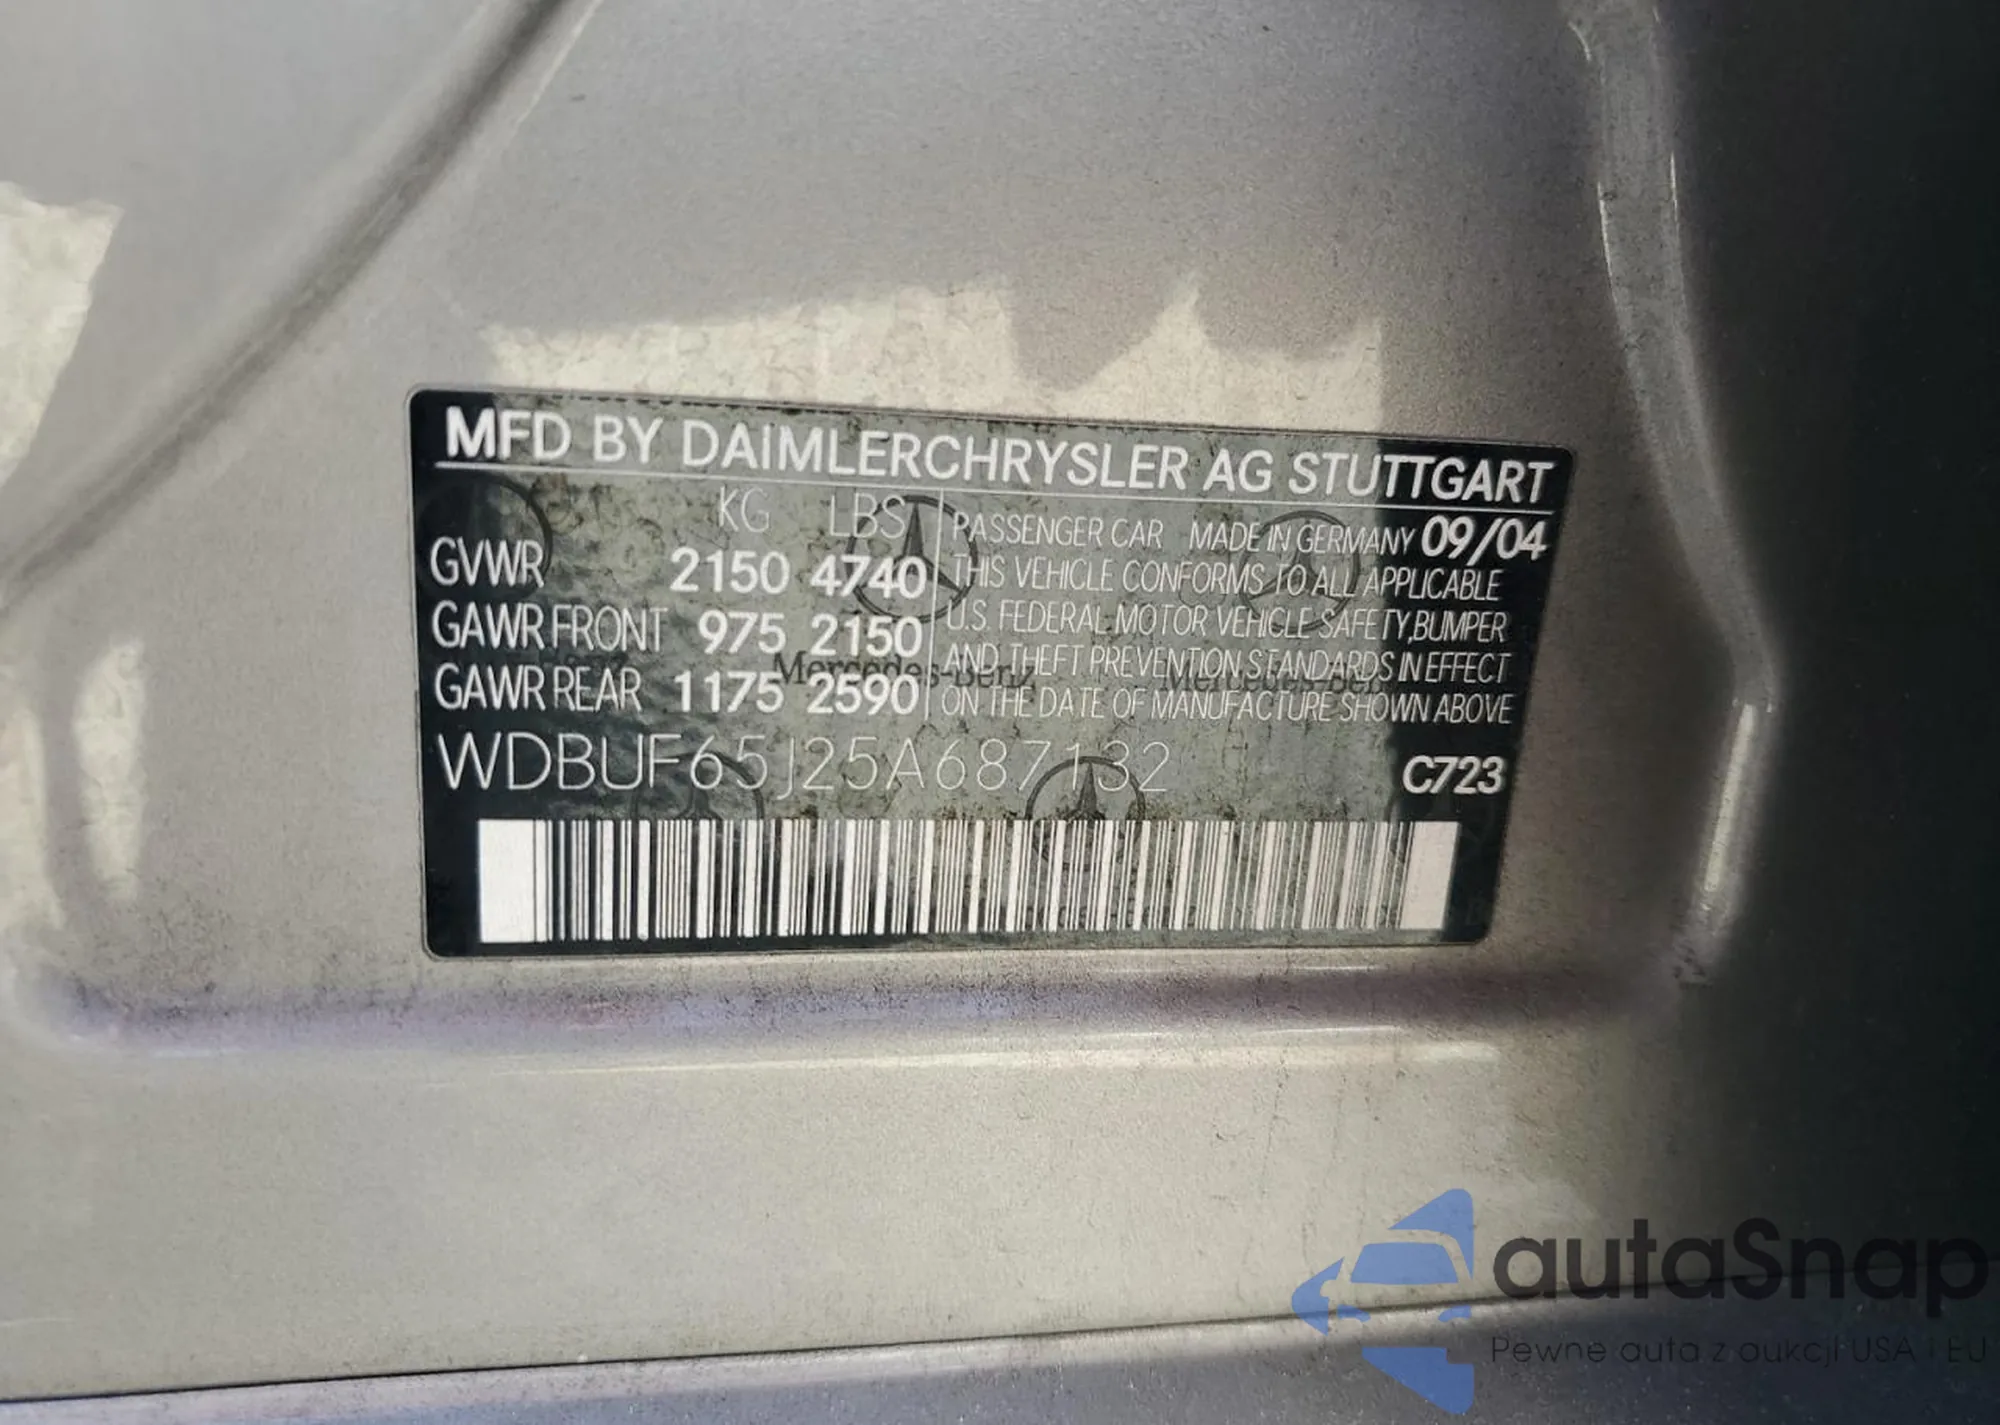 MFD BY DAIMLERCHRYSLER AG STUTTGART
KG LBS
GVWR 2150 4740
GAWR FRONT 975 2150
GAWR REAR 1175 2590
PASSENGER CAR MADE IN GERMANY 09/04
THIS VEHICLE CONFORMS TO ALL APPLICABLE
U.S. FEDERAL MOTOR VEHICLE SAFETY,BUMPER
AND THEFT PREVENTION STANDARDS IN EFFECT
ON THE DATE OF MANUFACTURE SHOWN ABOVE
Mercedes-Benz
WDBUF65J25A687132 C723
autaSnap
Pewne auta z aukcji USA i EU